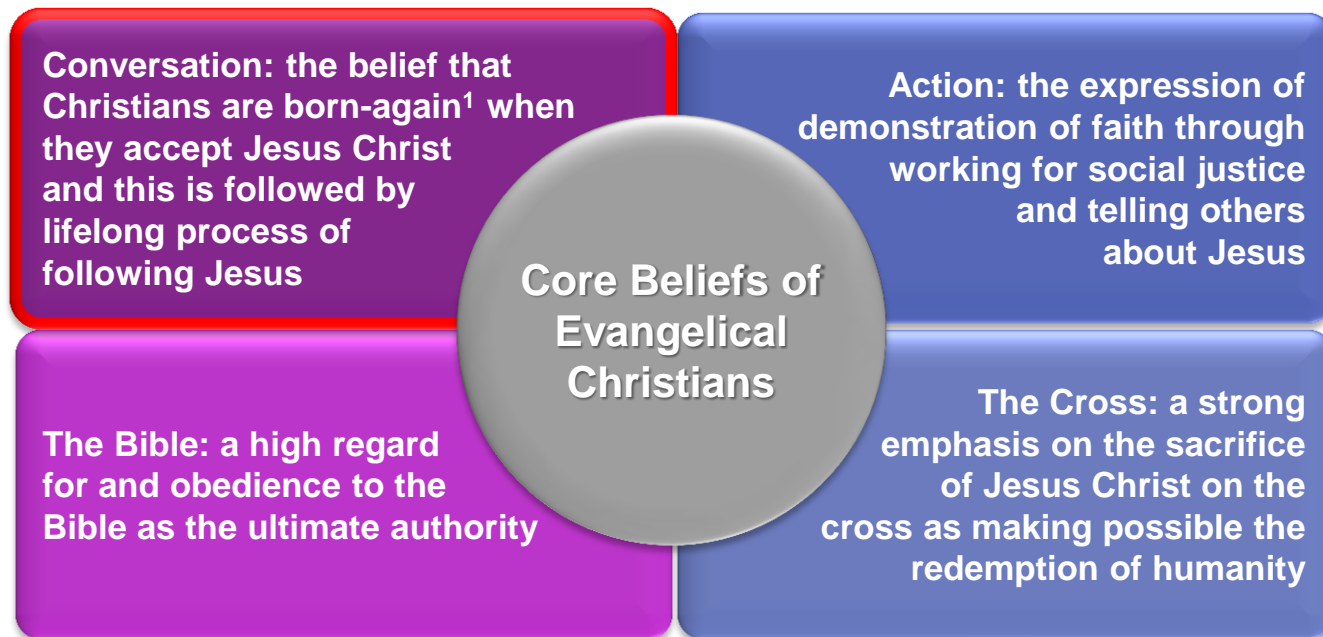 Conversation: the belief that
Christians are born-again¹ when
they accept Jesus Christ
and this is followed by
lifelong process of
following Jesus
Action: the expression of
demonstration of faith through
working for social justice
and telling others
about Jesus
Core Beliefs of
Evangelical
Christians
The Bible: a high regard
for and obedience to the
Bible as the ultimate authority
The Cross: a strong
emphasis on the sacrifice
of Jesus Christ on the
cross as making possible the
redemption of humanity